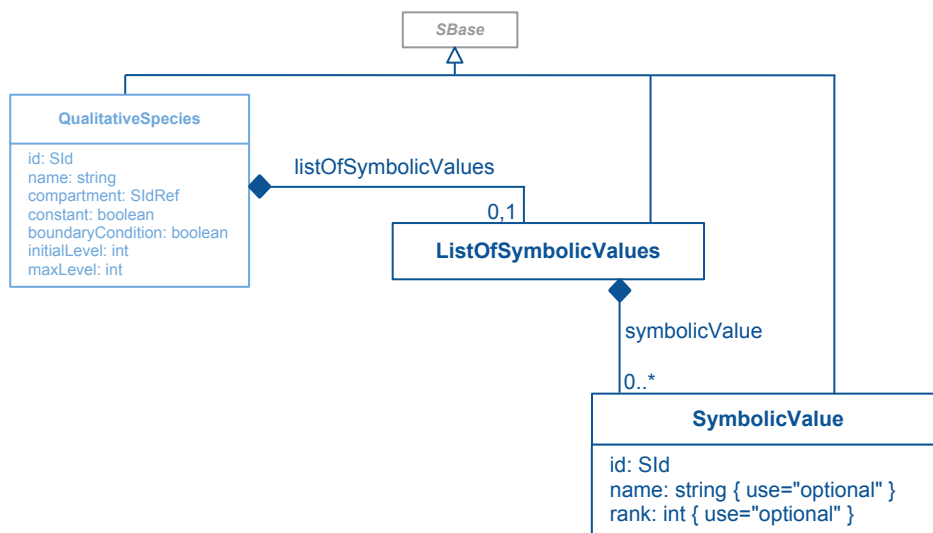 SBase
QualitativeSpecies
id: SId
name: string
compartment: SIdRef
constant: boolean
boundaryCondition: boolean
initialLevel: int
maxLevel: int
listOfSymbolicValues
0,1
ListOfSymbolicValues
symbolicValue
0..*
SymbolicValue
id: SId
name: string { use="optional" }
rank: int { use="optional" }